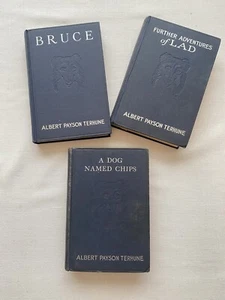 BRUCE
ALBERT PAYSON TERHUNE
FURTHER ADVENTURES
of LAD
ALBERT PAYSON TERHUNE
A DOG
NAMED CHIPS
ALBERT PAYSON TERHUNE